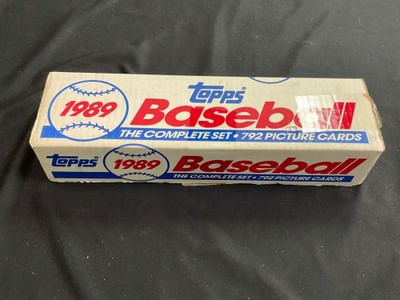 Topps
1989 Baseball
THE COMPLETE SET • 792 PICTURE CARDS
Topps 1989 Baseball
THE COMPLETE SET • 792 PICTURE CARDS